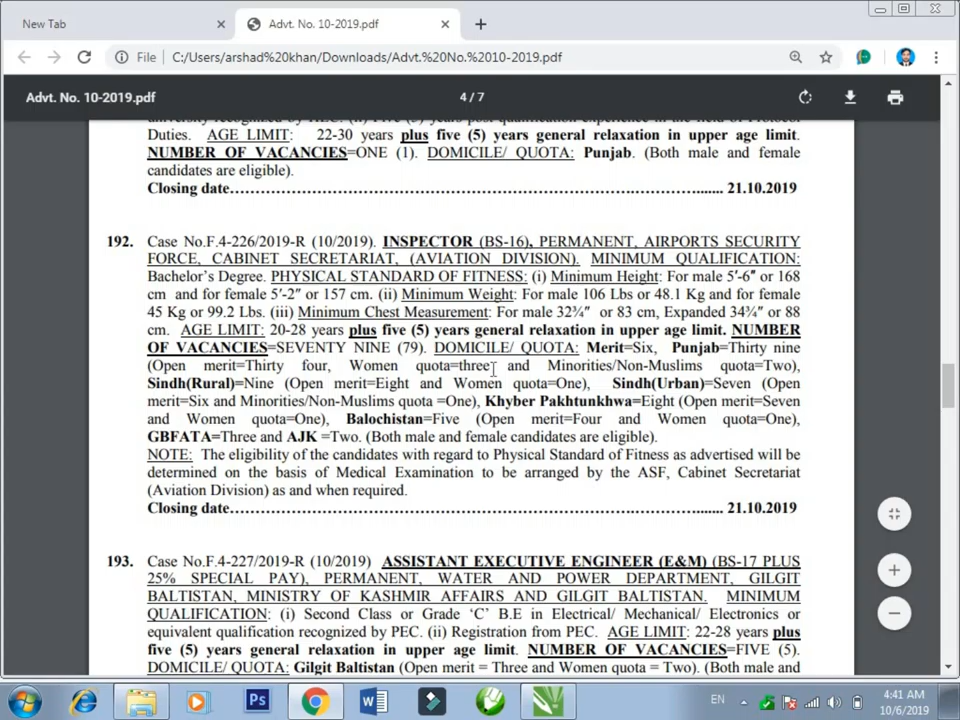 New Tab
Advt. No. 10-2019.pdf
File C:/Users/arshad%20khan/Downloads/Advt.%20No.%2010-2019.pdf
Advt. No. 10-2019.pdf
4 / 7
university recognized by HEC. (ii) Five (5) years post qualification experience in the field of Protocol
Duties. AGE LIMIT: 22-30 years plus five (5) years general relaxation in upper age limit.
NUMBER OF VACANCIES=ONE (1). DOMICILE/ QUOTA: Punjab. (Both male and female
candidates are eligible).
Closing date…………………………………………………………………………....... 21.10.2019
192. Case No.F.4-226/2019-R (10/2019). INSPECTOR (BS-16), PERMANENT, AIRPORTS SECURITY
FORCE, CABINET SECRETARIAT, (AVIATION DIVISION). MINIMUM QUALIFICATION:
Bachelor’s Degree. PHYSICAL STANDARD OF FITNESS: (i) Minimum Height: For male 5′-6″ or 168
cm and for female 5′-2″ or 157 cm. (ii) Minimum Weight: For male 106 Lbs or 48.1 Kg and for female
45 Kg or 99.2 Lbs. (iii) Minimum Chest Measurement: For male 32¾″ or 83 cm, Expanded 34¾″ or 88
cm. AGE LIMIT: 20-28 years plus five (5) years general relaxation in upper age limit. NUMBER
OF VACANCIES=SEVENTY NINE (79). DOMICILE/ QUOTA: Merit=Six, Punjab=Thirty nine
(Open merit=Thirty four, Women quota=three and Minorities/Non-Muslims quota=Two),
Sindh(Rural)=Nine (Open merit=Eight and Women quota=One), Sindh(Urban)=Seven (Open
merit=Six and Minorities/Non-Muslims quota =One), Khyber Pakhtunkhwa=Eight (Open merit=Seven
and Women quota=One), Balochistan=Five (Open merit=Four and Women quota=One),
GBFATA=Three and AJK =Two. (Both male and female candidates are eligible).
NOTE: The eligibility of the candidates with regard to Physical Standard of Fitness as advertised will be
determined on the basis of Medical Examination to be arranged by the ASF, Cabinet Secretariat
(Aviation Division) as and when required.
Closing date…………………………………………………………………………....... 21.10.2019
193. Case No.F.4-227/2019-R (10/2019) ASSISTANT EXECUTIVE ENGINEER (E&M) (BS-17 PLUS
25% SPECIAL PAY), PERMANENT, WATER AND POWER DEPARTMENT, GILGIT
BALTISTAN, MINISTRY OF KASHMIR AFFAIRS AND GILGIT BALTISTAN. MINIMUM
QUALIFICATION: (i) Second Class or Grade ‘C’ B.E in Electrical/ Mechanical/ Electronics or
equivalent qualification recognized by PEC. (ii) Registration from PEC. AGE LIMIT: 22-28 years plus
five (5) years general relaxation in upper age limit. NUMBER OF VACANCIES=FIVE (5).
DOMICILE/ QUOTA: Gilgit Baltistan (Open merit = Three and Women quota = Two). (Both male and
Ps
W
EN
4:41 AM
10/6/2019